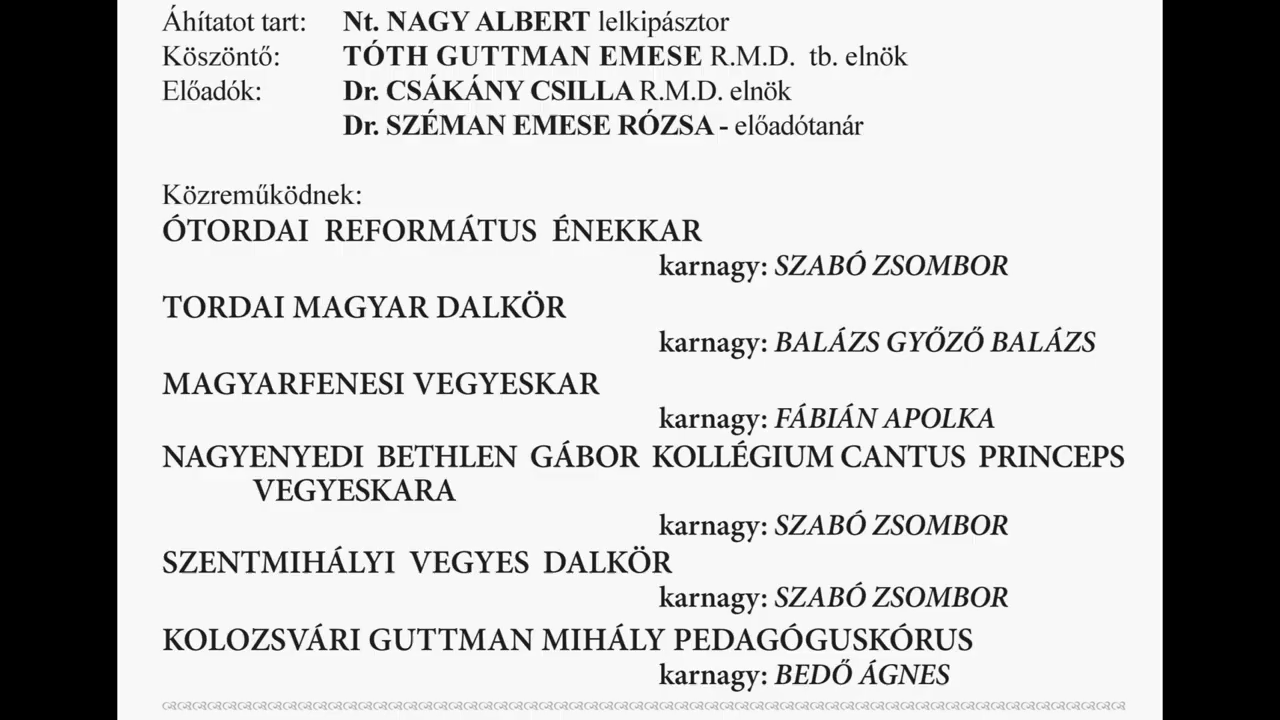 Áhítatot tart: Nt. NAGY ALBERT lelkipásztor
Köszöntő: TÓTH GUTTMAN EMESE R.M.D. tb. elnök
Előadók: Dr. CSÁKÁNY CSILLA R.M.D. elnök
Dr. SZÉMAN EMESE RÓZSA - előadótanár
Közreműködnek:
ÓTORDAI REFORMÁTUS ÉNEKKAR
karnagy: SZABÓ ZSOMBOR
TORDAI MAGYAR DALKÖR
karnagy: BALÁZS GYŐZŐ BALÁZS
MAGYARFENESI VEGYESKAR
karnagy: FÁBIÁN APOLKA
NAGYENYEDI BETHLEN GÁBOR KOLLÉGIUM CANTUS PRINCEPS
VEGYESKARA
karnagy: SZABÓ ZSOMBOR
SZENTMIHÁLYI VEGYES DALKÖR
karnagy: SZABÓ ZSOMBOR
KOLOZSVÁRI GUTTMAN MIHÁLY PEDAGÓGUSKÓRUS
karnagy: BEDŐ ÁGNES